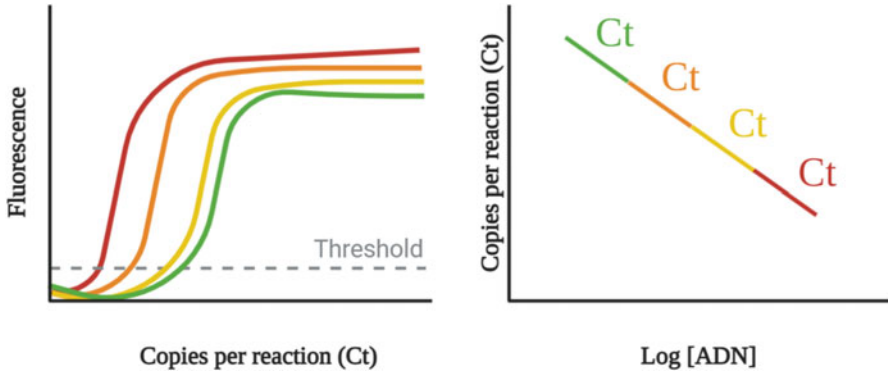 Fluorescence
Threshold
Copies per reaction (Ct)
Copies per reaction (Ct)
Ct
Ct
Ct
Ct
Log [ADN]